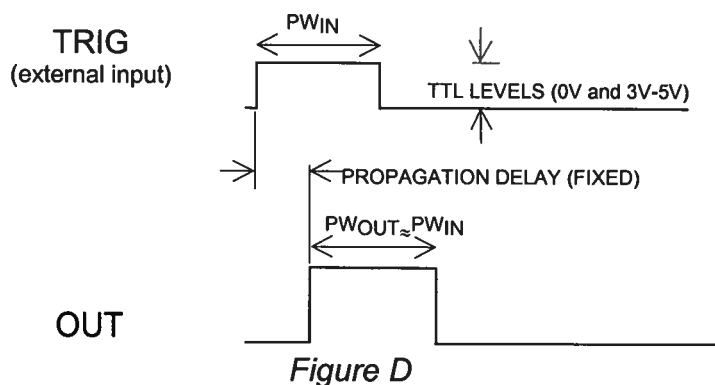 PWIN
TRIG
(external input)
TTL LEVELS (0V and 3V-5V)
PROPAGATION DELAY (FIXED)
PWOUT≈PWIN
OUT
Figure D